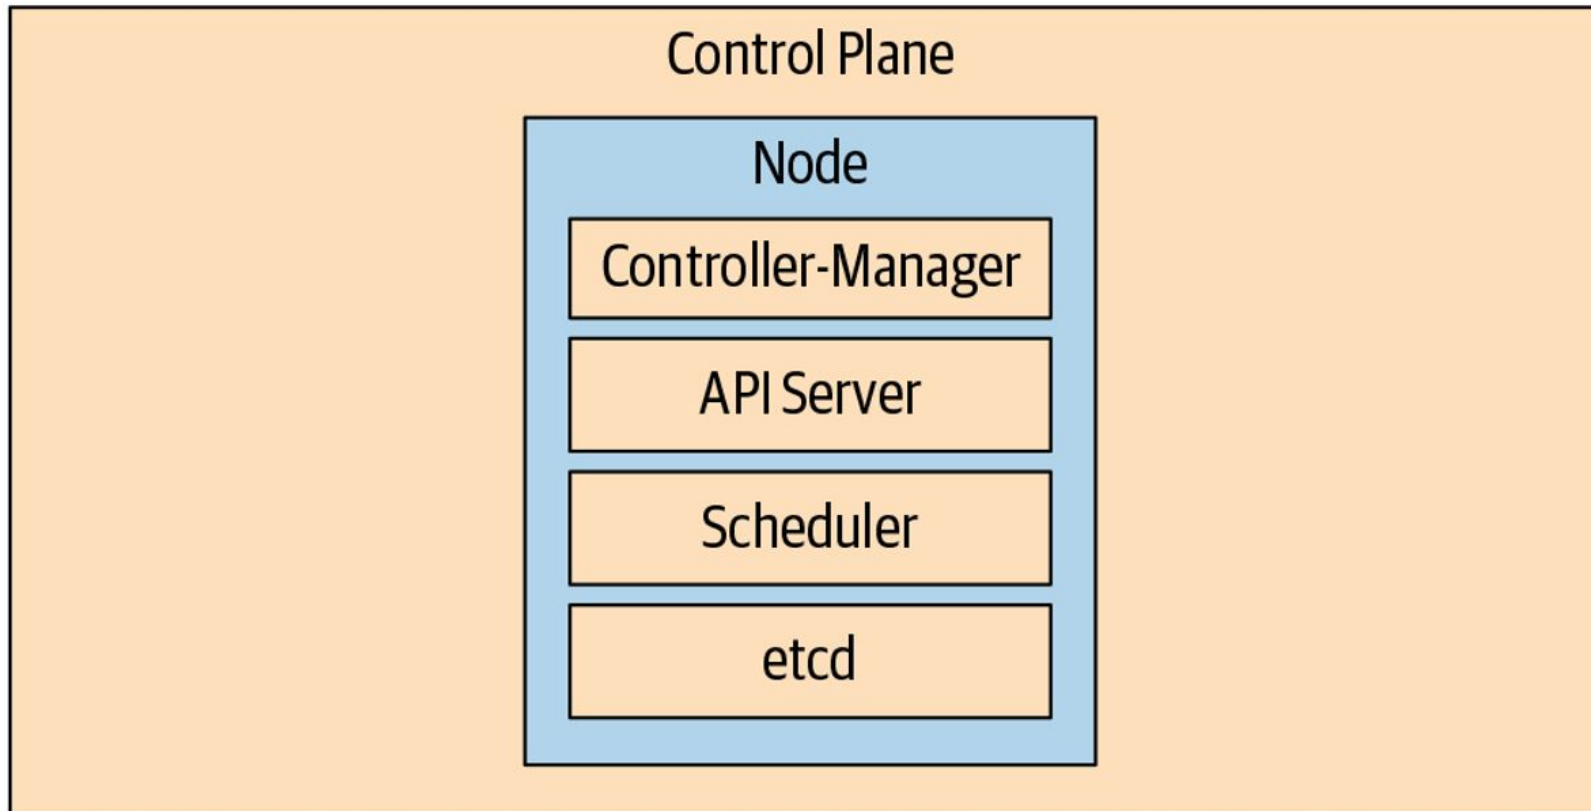 Control Plane
Node
Controller-Manager
API Server
Scheduler
etcd